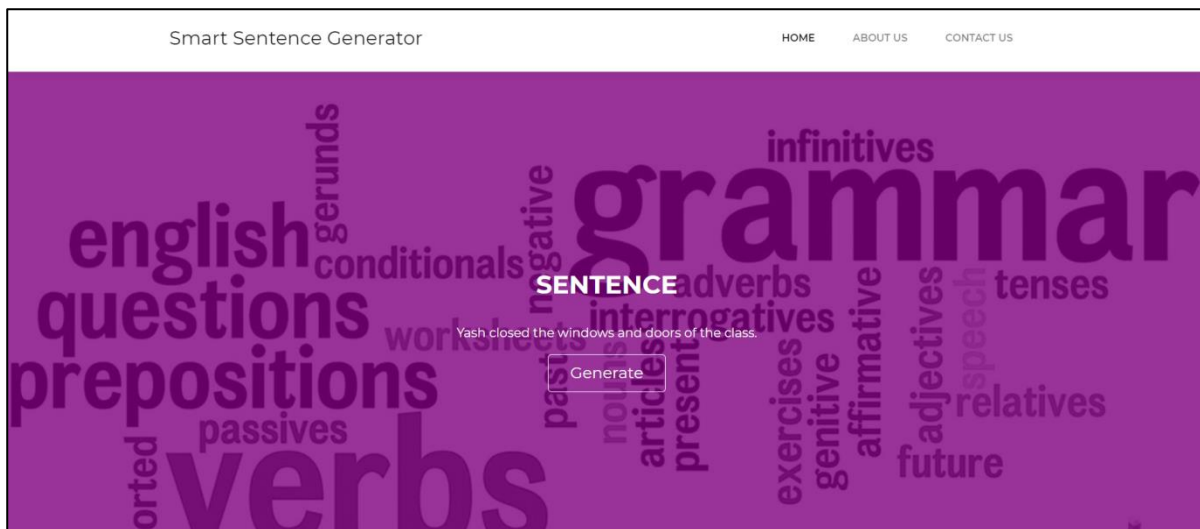 Smart Sentence Generator
HOME ABOUT US CONTACT US
gerunds
infinitives
grammar
negative
english
conditionals
SENTENCE
adverbs
adjectives
speech
tenses
questions
worksheets
interrogatives
affirmative
Yash closed the windows and doors of the class.
Generate
past
nouns
articles
present
exercises
genitive
prepositions
relatives
passives
future
orted
verbs